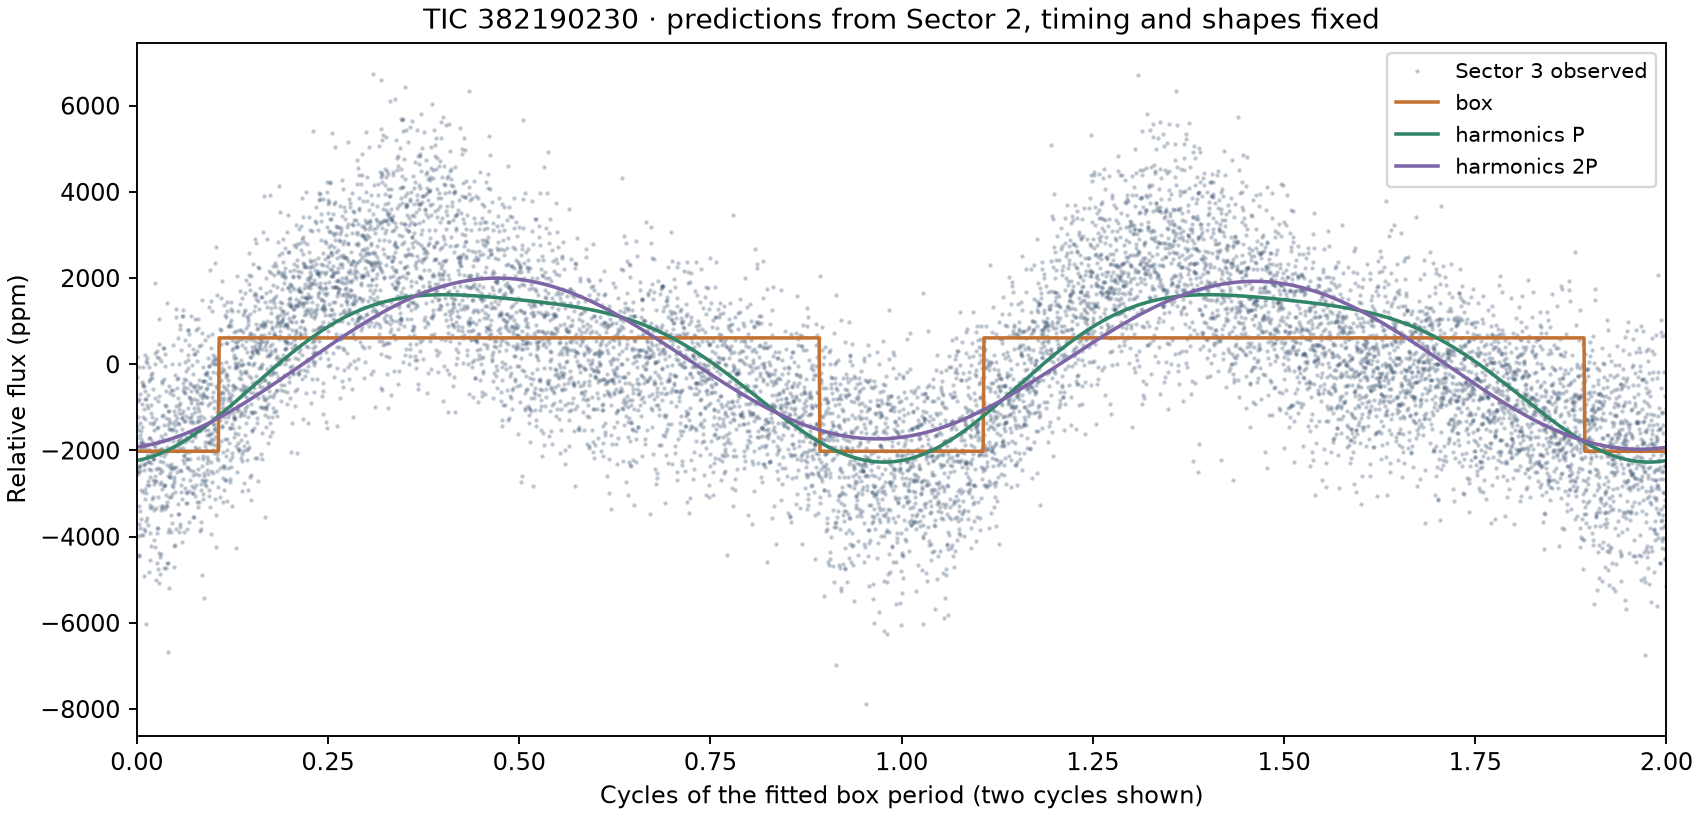 TIC 382190230 · predictions from Sector 2, timing and shapes fixed
Sector 3 observed
box
harmonics P
harmonics 2P
Relative flux (ppm)
6000
4000
2000
0
−2000
−4000
−6000
−8000
0.00 0.25 0.50 0.75 1.00 1.25 1.50 1.75 2.00
Cycles of the fitted box period (two cycles shown)